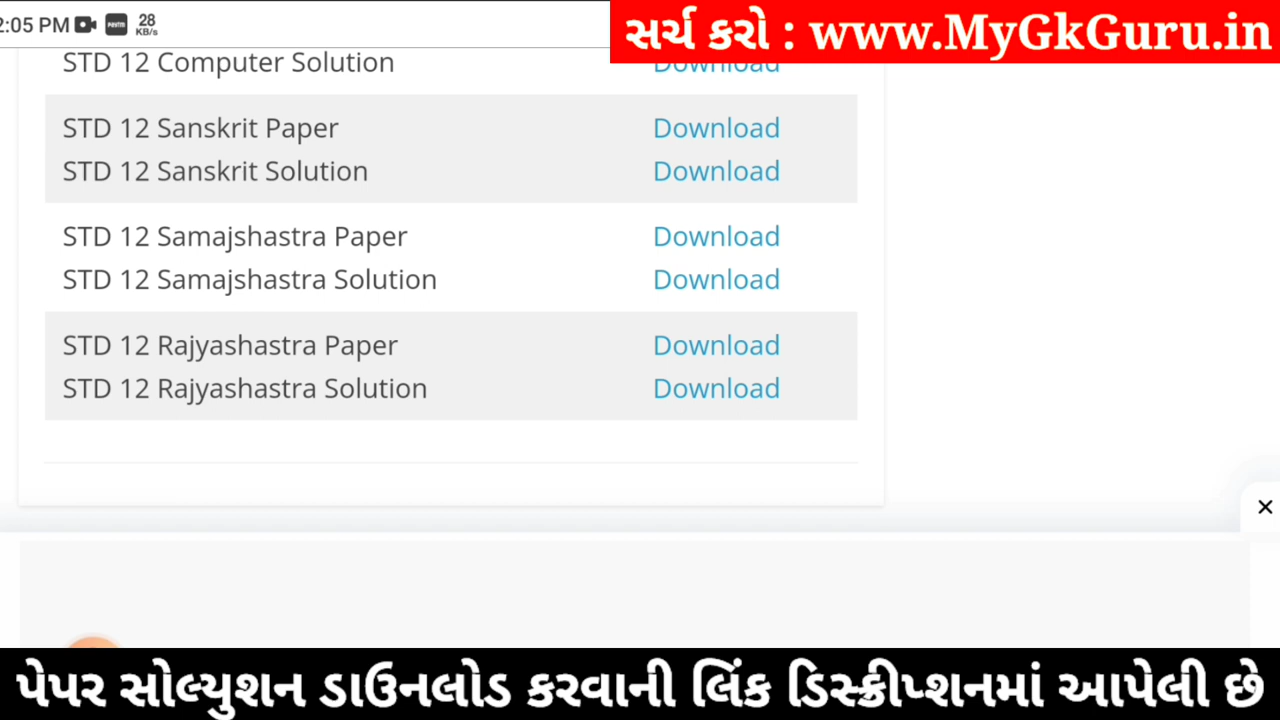 2:05 PM paytm 28 KB/s
સર્ચ કરો : www.MyGkGuru.in
STD 12 Computer Solution Download
STD 12 Sanskrit Paper Download
STD 12 Sanskrit Solution Download
STD 12 Samajshastra Paper Download
STD 12 Samajshastra Solution Download
STD 12 Rajyashastra Paper Download
STD 12 Rajyashastra Solution Download
પેપર સોલ્યુશન ડાઉનલોડ કરવાની લિંક ડિસ્ક્રીપ્શનમાં આપેલી છે